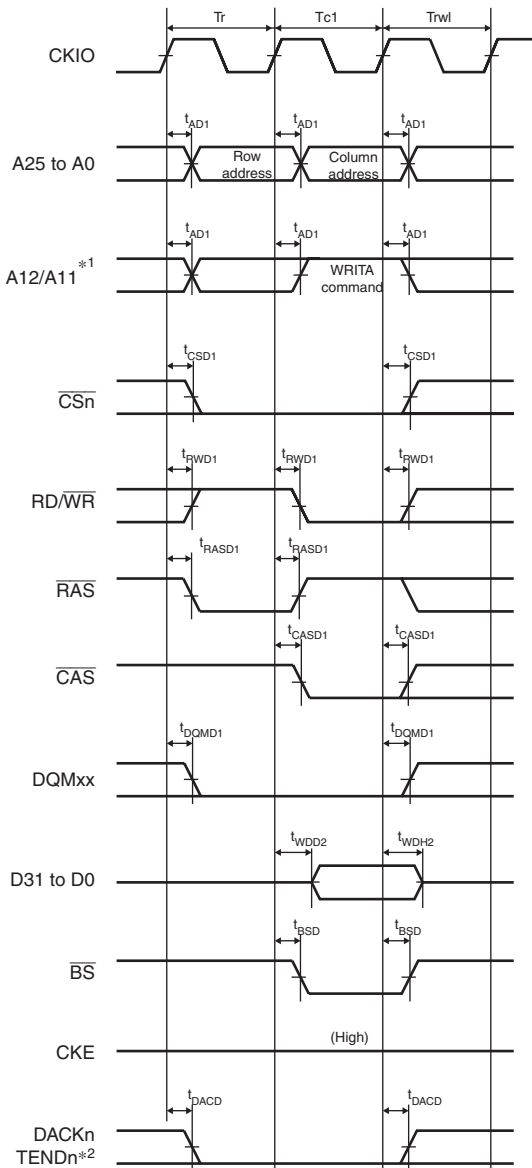 Tr Tc1 Trwl
CKIO
tAD1 tAD1 tAD1
A25 to A0
Row address
Column address
tAD1 tAD1 tAD1
A12/A11*1
WRITA command
tCSD1 tCSD1
CSn
tRWD1 tRWD1 tRWD1
RD/WR
tRASD1 tRASD1
RAS
tCASD1 tCASD1
CAS
tDQMD1 tDQMD1
DQMxx
tWDD2 tWDH2
D31 to D0
tBSD tBSD
BS
(High)
CKE
tDACD tDACD
DACKn
TENDn*2